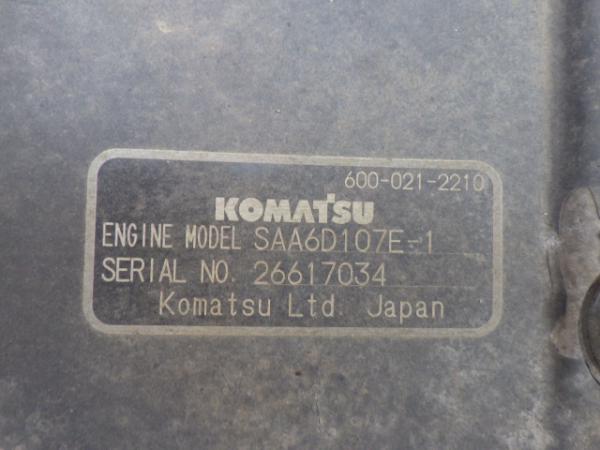 600-021-2210
KOMATSU
ENGINE MODEL SAA6D107E-1
SERIAL NO. 26617034
Komatsu Ltd. Japan